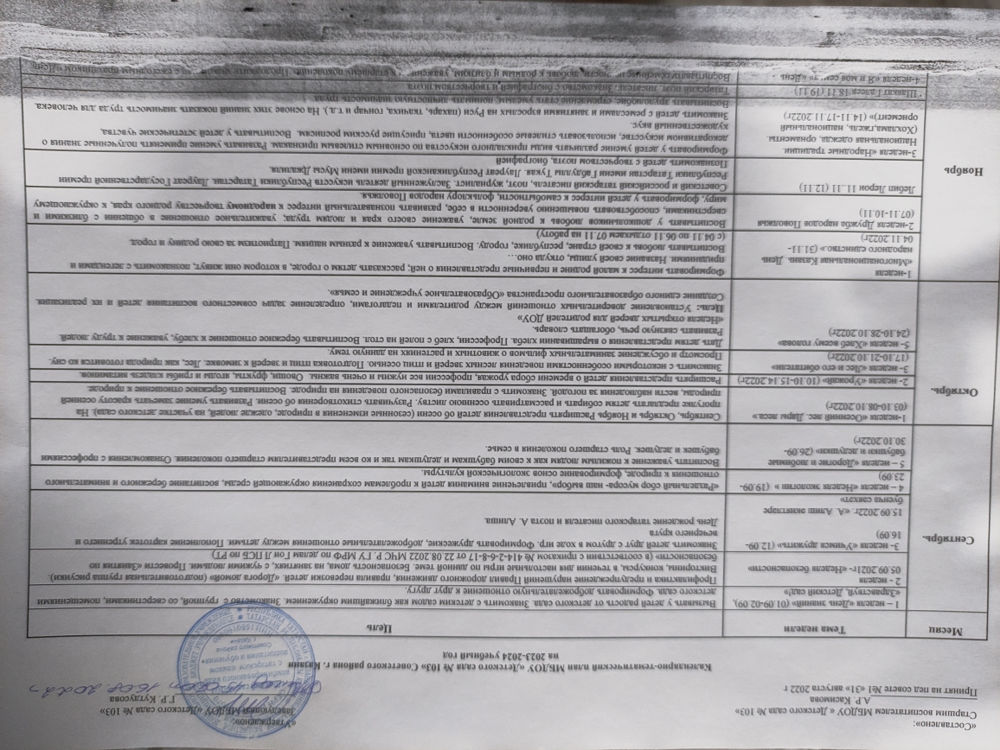 «Составлено»:
Старшим воспитателем МБДОУ « Детского сада № 103»
А.Р. Касимова
Принят на пед совете №1 «31» августа 2022 г
«Утверждено»:
Заведующий МБДОУ «Детского сада № 103»
Г.Р. Кутдусова
Календарно-тематический план МБДОУ «Детского сада № 103» Советского района г. Казани
на 2023-2024 учебный год
Месяц
Тема недели
Цель
Сентябрь.
1 – неделя «День знаний» (01.09-02.09).
«Здравствуй, Детский сад!»
Вызывать у детей радость от детского сада. Знакомить с детским садом как ближайшим окружением. Знакомство с группой, со сверстниками, помещениями
детского сада. Формировать доброжелательную отношение к друг другу.
2 - неделя
05.09.2022г- «Неделя безопасности»
Профилактика и предупреждение нарушений Правил дорожного движения, правила перевозки детей. «Дорога домой» (подготовительная группа (рисунки).
Викторины, конкурсы, в течении дня настольные игры по данной теме. Безопасность дома, на занятиях, с чужими людьми. Провести «Занятия по
безопасности» (в соответствии с приказом № 4142-6-8-17 от 22.08.2022 МЧС Р, ГУ МРФ по делам Гои Л ПСБ по РТ)
3- неделя «Учимся дружить» (12.09-
16.09)
15.09.2022г. «А. Алиш әкиятләре
буенча сәяхәт»
Знакомить детей друг с другом в ходе игр. Формировать дружеские, доброжелательные отношения между детьми. Пополнение картотек утреннего и
вечернего круга
День рождение татарского писателя и поэта А. Алиша.
4 – неделя «Неделя экологии » (19.09-
23.09)
«Раздельный сбор мусора- наш выбор», привлечение внимания детей к проблемам сохранения окружающей среды, воспитание бережного и внимательного
отношения к природе, формирование основ экологической культуры.
5 – неделя «Дорогие и любимые
бабушки и дедушки» (26.09-
30.10.2022г)
Воспитать уважение к пожилым людям как к своим бабушкам и дедушкам так и ко всем представителям старшего поколения. Ознакомления с профессиями
бабушек и дедушек. Роль старшего поколения в семье.
Октябрь.
1-неделя «Осенний лес. Дары леса.»
(03.10-08.10.2022г)
Сентябрь, Октябрь и Ноябрь Расширять представления детей об осени (сезонные изменения в природе, одежде людей, на участке детского сада). На
прогулке предлагать детям собирать и рассматривать осеннюю листву. Разучивать стихотворения об осени. Развивать умение замечать красоту осенней
природы, вести наблюдения за погодой. Знакомить с правилами безопасного поведения на природе. Воспитывать бережное отношение к природе.
2- неделя «Урожай» (10.10-15.14.2022г)
Расширять представления детей о времени сбора урожая, профессии все нужны и очень важны. Овощи, фрукты, ягоды и грибы кладезь витаминов.
3- неделя «Лес и его обитатели»
(17.10-21.10.2022г)
Знакомить с некоторыми особенностями поведения лесных зверей и птиц осенью. Подготовка птиц и зверей к зимовке. Лес, как природа готовится ко сну.
Просмотр и обсуждение занимательных фильмов о животных и растениях на данную тему.
5- неделя «Хлеб всему голова»
(24.10-28.10.2022г)
Дать детям представления о выращивании хлеба. Профессии, хлеб с полей на стол. Воспитывать бережное отношение к хлебу, уважение к труду людей.
Развивать связную речь, обогащать словарь.
«Неделя открытых дверей для родителей ДОУ»
Цель: Установление доверительных отношений между родителями и педагогами, определение задач совместного воспитания детей и их реализация.
Создание единого образовательного пространства «Образовательное учреждение и семью».
Ноябрь
1-неделя
«Многонациональная Казань. День
народного единство.» (31.11-
04.11.2022г)
Формировать интерес к малой родине и первичные представления о ней; рассказать детям о городе, в котором они живут, познакомить с легендами и
приданиями. Название своей улицы, откуда оно…
Воспитывать любовь к своей стране, республике, городу. Воспитывать уважение к разным нациям. Патриотизм за свою родину и город.
(с 04.11 по 06.11 отдыхаем 07.11 на работу)
2-неделя Дружба народов Поволжья
(07.11-10.11)
Воспитывать у дошкольников любовь к родной земле, уважение своего края и людям труда; уважительное отношение в общении с близкими и
сверстниками, способствовать повышению уверенности в себе, развивать познавательный интерес к народному творчеству родного края, к окружающему
миру, формировать у детей интерес к самобытности, фольклору народов Поволжья.
Ләбип Лерон 11..11 (12.11)
Советский и российский татарский писатель, поэт, журналист. Заслуженный деятель искусств Республики Татарстан. Лауреат Государственной премии
Республики Татарстан имени Габдуллы Тукая. Лауреат Республиканской премии имени Мусы Джалиля.
Познакомить детей с творчеством поэта, биографией
3-неделя «Народные традиции.
Национальная одежда, орнаменты.
(Хохлама, гжель, национальный
орнамент)» (14.11-17.11.2022г)
Формировать у детей умение различать виды прикладного искусства по основным стилевым признакам. Развивать умение применять полученные знания о
декоративном искусстве, использовать стилевые особенности цвета, присущие русским росписям. Воспитывать у детей эстетические чувства.
художественный вкус.
Знакомить детей с ремеслами и занятиями взрослых на Руси (пахарь, ткачиха, гончар и т.д.). На основе этих знаний показать значимость труда для человека.
Воспитывать трудолюбие, стремление стать умелым, понимать личностную значимость труда
Шәүкәт Галиев 18.11 (19.11)
Татарский поэт, писатель. Знакомство с биографией и творчеством поэта
4-неделя «Я и моя семья» «День
Воспитывать любовь к родным и близким, уважение к старшему поколению. Продолжать